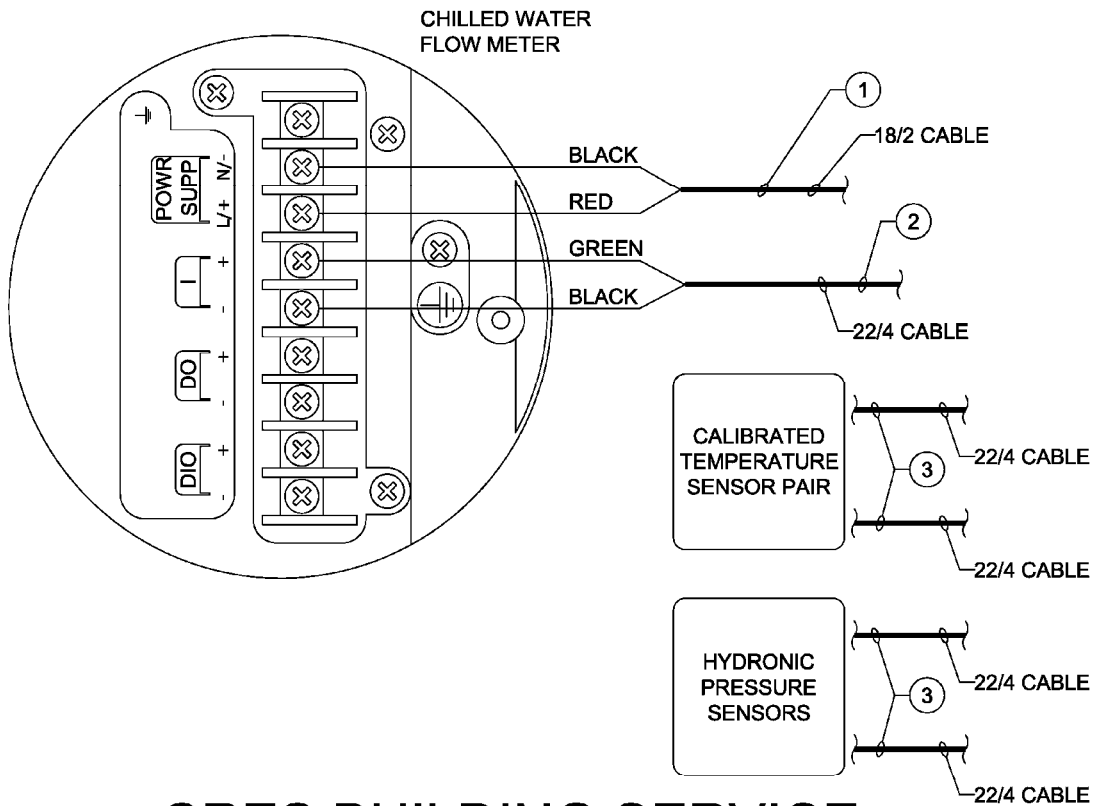 CHILLED WATER
FLOW METER
1
18/2 CABLE
BLACK
RED
2
GREEN
BLACK
22/4 CABLE
POWR
SUPP
N/-
L/+
I
+
-
DO
+
-
DIO
+
-
CALIBRATED
TEMPERATURE
SENSOR PAIR
3
22/4 CABLE
22/4 CABLE
HYDRONIC
PRESSURE
SENSORS
3
22/4 CABLE
22/4 CABLE
BUILDING SERVICE